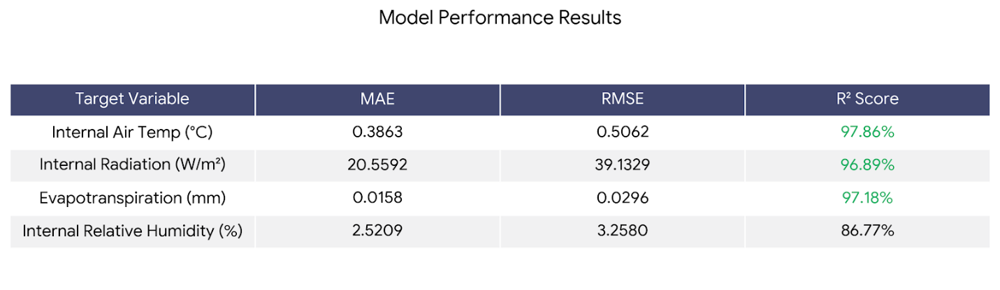 Model Performance Results
Target Variable MAE RMSE R² Score
Internal Air Temp (°C) 0.3863 0.5062 97.86%
Internal Radiation (W/m²) 20.5592 39.1329 96.89%
Evapotranspiration (mm) 0.0158 0.0296 97.18%
Internal Relative Humidity (%) 2.5209 3.2580 86.77%